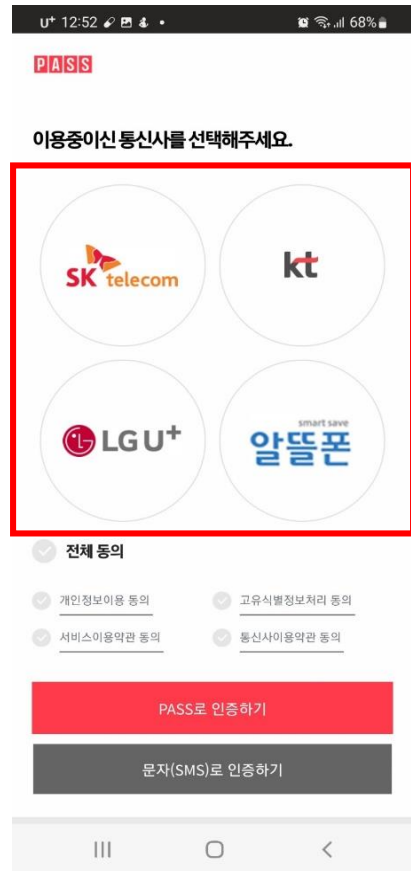 U+ 12:52
68%
PASS
이용중이신 통신사를 선택해주세요.
SK telecom
kt
LG U+
smart save
알뜰폰
전체 동의
개인정보이용 동의
고유식별정보처리 동의
서비스이용약관 동의
통신사이용약관 동의
PASS로 인증하기
문자(SMS)로 인증하기